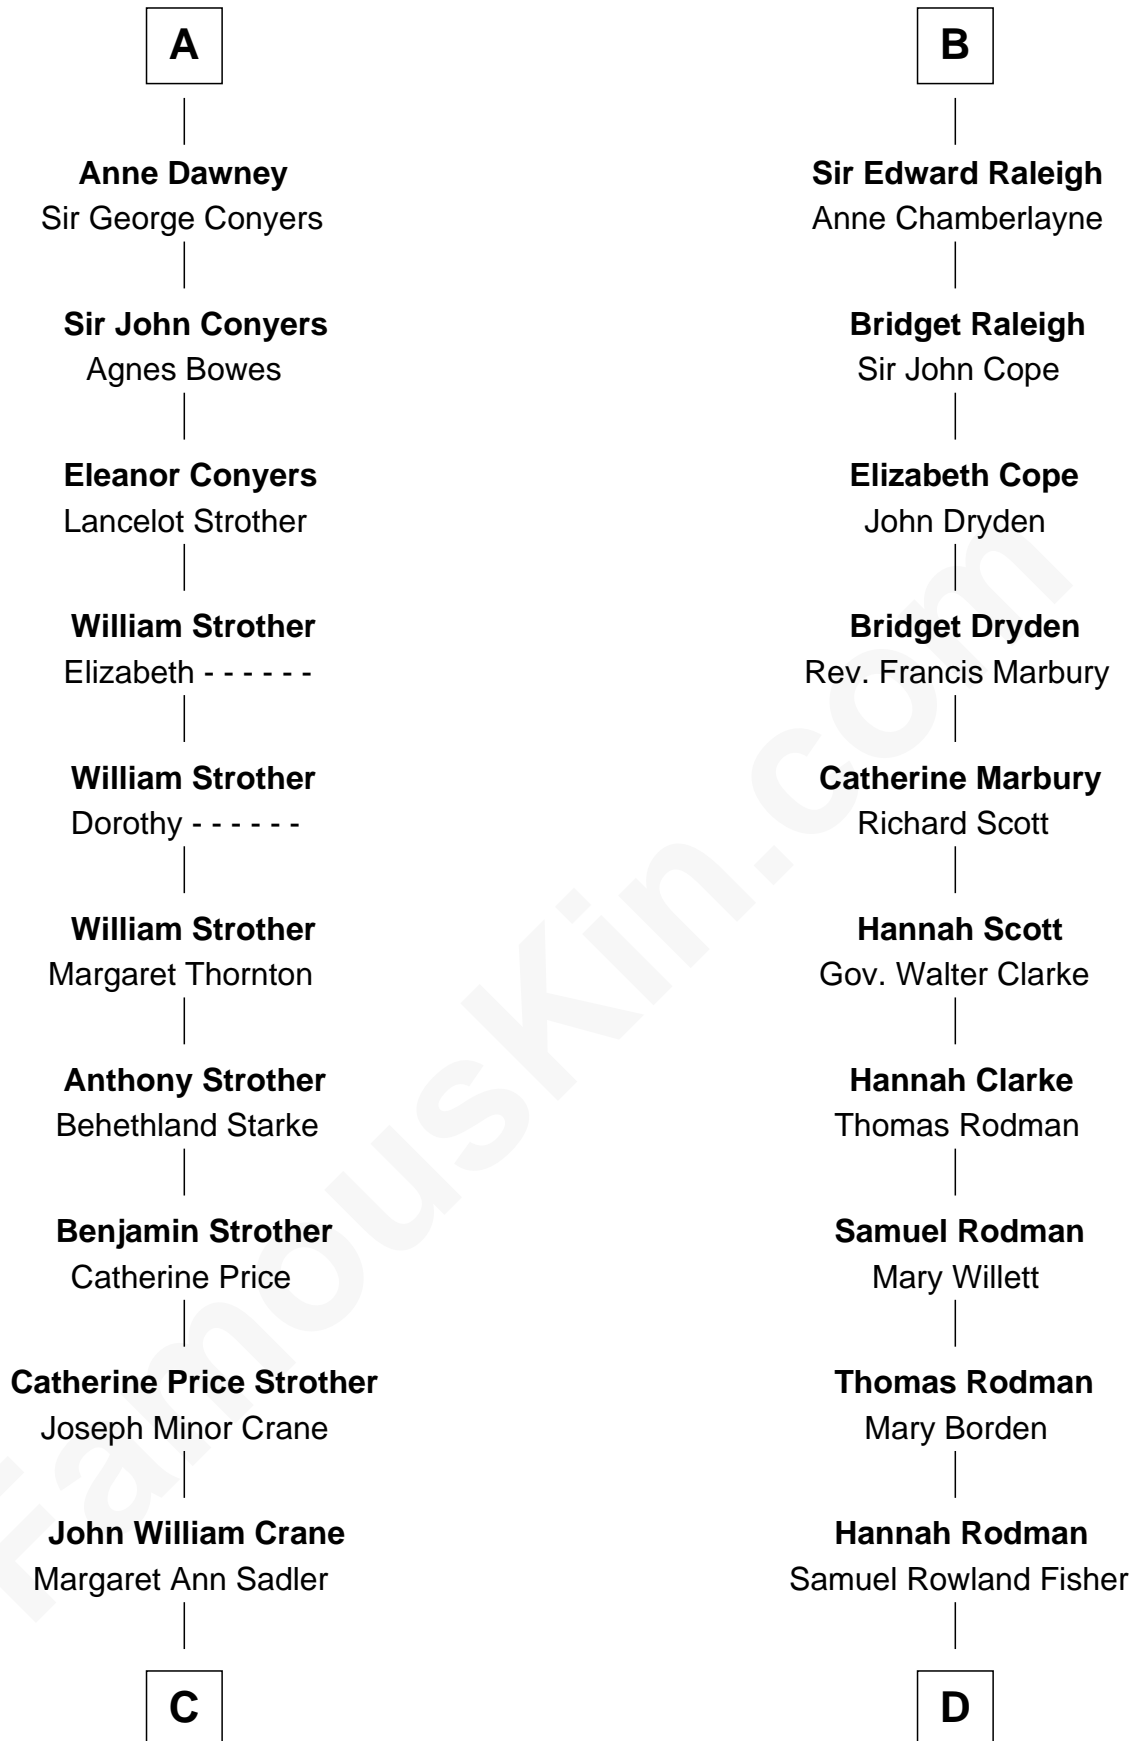 A
Anne Dawney
Sir George Conyers
Sir John Conyers
Agnes Bowes
Eleanor Conyers
Lancelot Strother
William Strother
Elizabeth - - - - - -
William Strother
Dorothy - - - - - -
William Strother
Margaret Thornton
Anthony Strother
Behethland Starke
Benjamin Strother
Catherine Price
Catherine Price Strother
Joseph Minor Crane
John William Crane
Margaret Ann Sadler
C
B
Sir Edward Raleigh
Anne Chamberlayne
Bridget Raleigh
Sir John Cope
Elizabeth Cope
John Dryden
Bridget Dryden
Rev. Francis Marbury
Catherine Marbury
Richard Scott
Hannah Scott
Gov. Walter Clarke
Hannah Clarke
Thomas Rodman
Samuel Rodman
Mary Willett
Thomas Rodman
Mary Borden
Hannah Rodman
Samuel Rowland Fisher
D
FamousKin.com